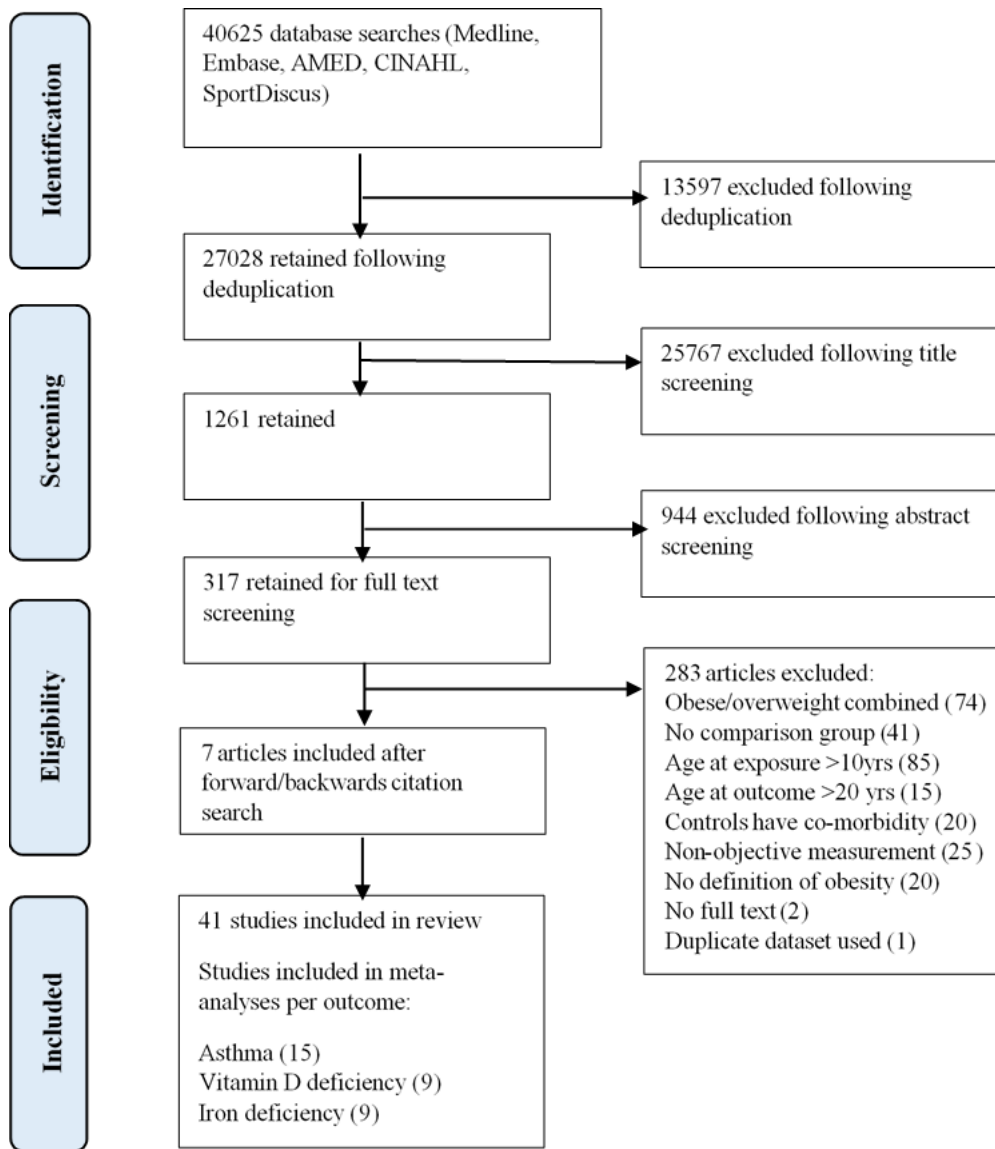 Identification
40625 database searches (Medline,
Embase, AMED, CINAHL,
SportDiscus)
13597 excluded following
deduplication
27028 retained following
deduplication
Screening
25767 excluded following title
screening
1261 retained
944 excluded following abstract
screening
317 retained for full text
screening
Eligibility
283 articles excluded:
Obese/overweight combined (74)
No comparison group (41)
Age at exposure >10yrs (85)
Age at outcome >20 yrs (15)
Controls have co-morbidity (20)
Non-objective measurement (25)
No definition of obesity (20)
No full text (2)
Duplicate dataset used (1)
7 articles included after
forward/backwards citation
search
Included
41 studies included in review
Studies included in meta-
analyses per outcome:
Asthma (15)
Vitamin D deficiency (9)
Iron deficiency (9)